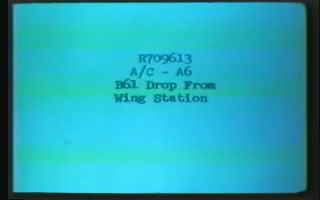 R709613
A/C - A6
B61 Drop From
Wing Station